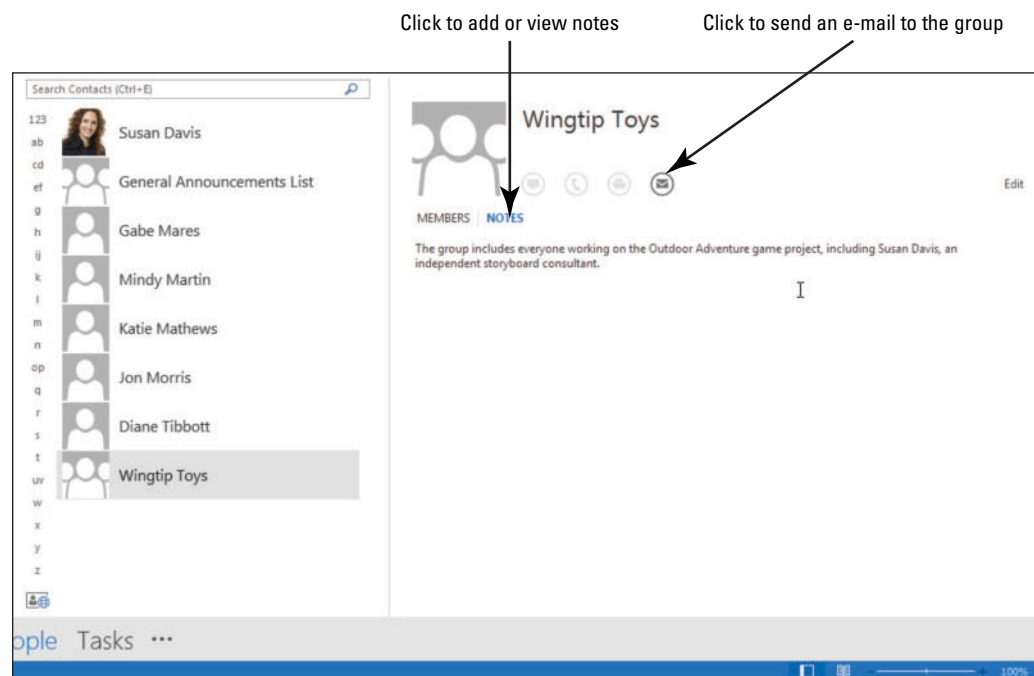 Click to add or view notes
Click to send an e-mail to the group
Search Contacts (Ctrl+E)
123
ab
cd
ef
g
h
ij
k
l
m
n
op
q
r
s
t
uv
w
x
y
z
Susan Davis
General Announcements List
Gabe Mares
Mindy Martin
Katie Mathews
Jon Morris
Diane Tibbott
Wingtip Toys
Wingtip Toys
Edit
MEMBERS NOTES
The group includes everyone working on the Outdoor Adventure game project, including Susan Davis, an
independent storyboard consultant.
ople Tasks •••
100%